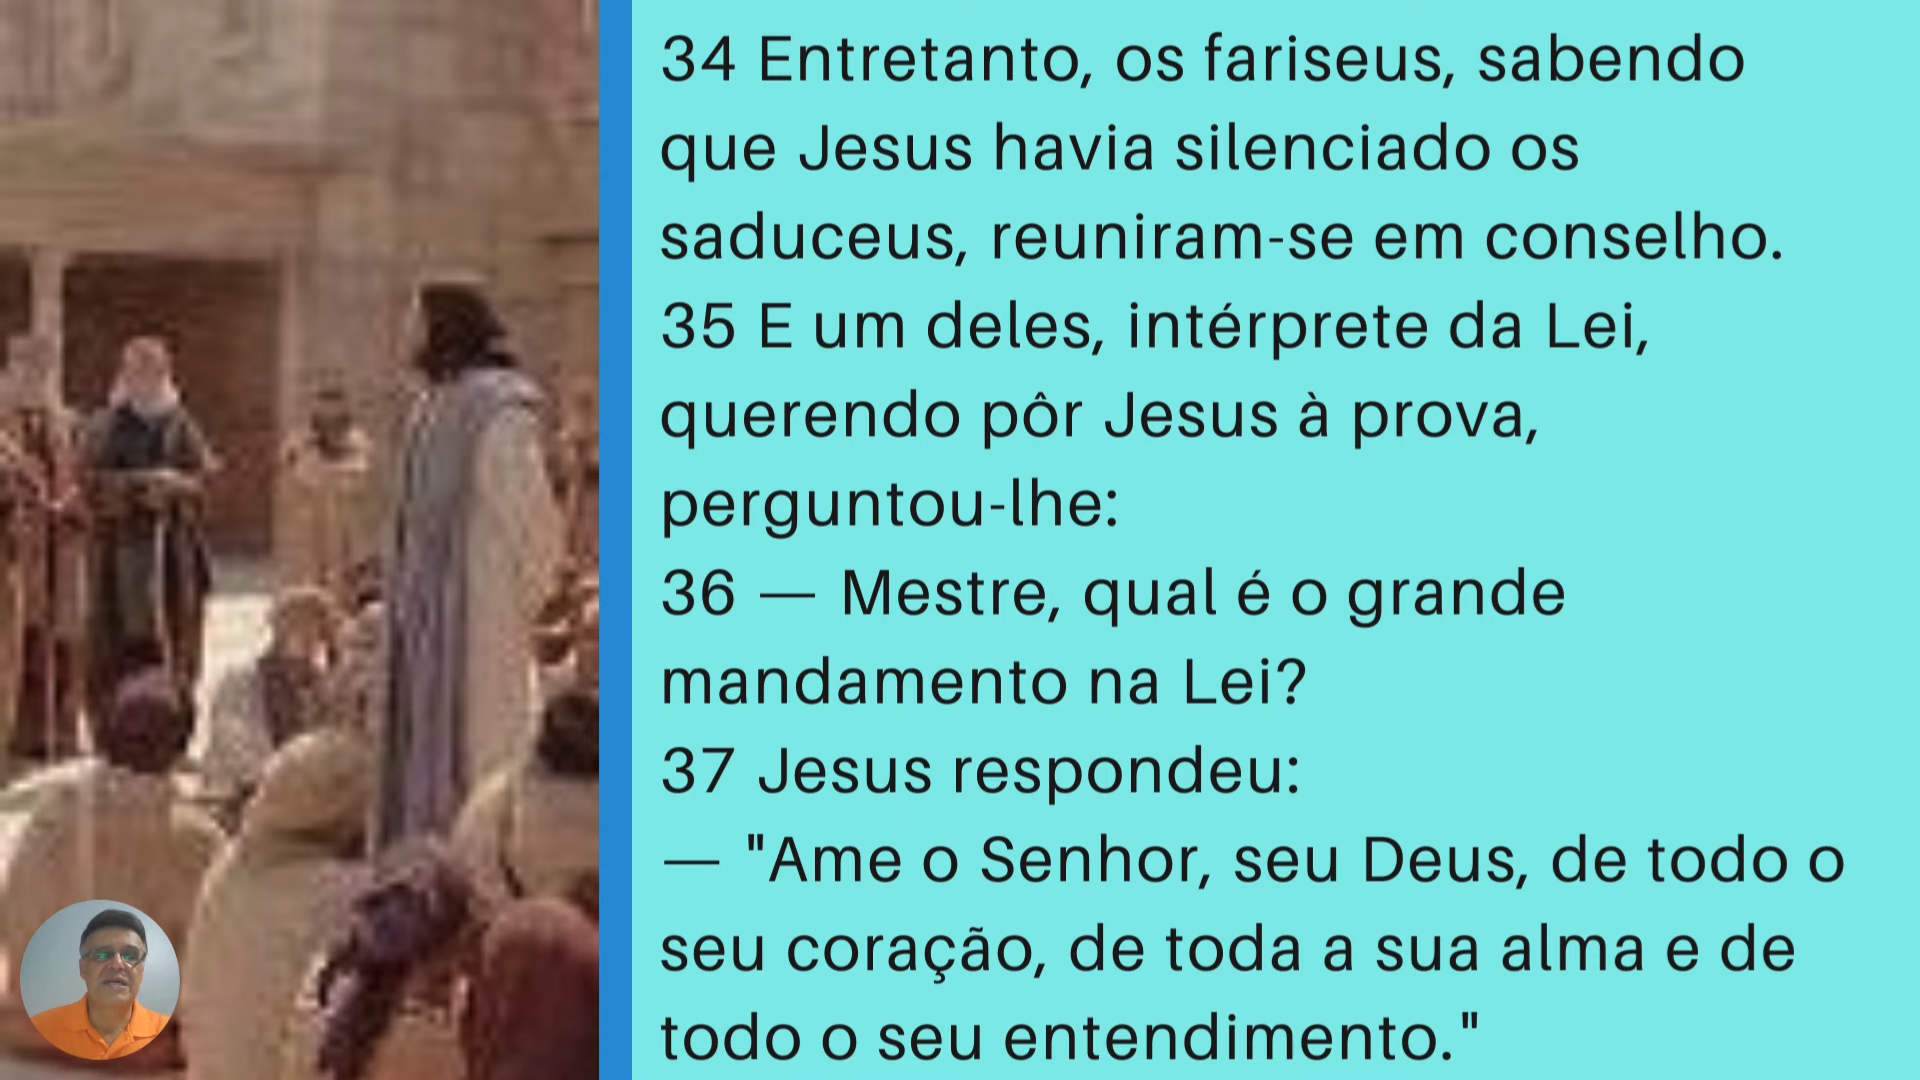 34 Entretanto, os fariseus, sabendo
que Jesus havia silenciado os
saduceus, reuniram-se em conselho.
35 E um deles, intérprete da Lei,
querendo pôr Jesus à prova,
perguntou-lhe:
36 — Mestre, qual é o grande
mandamento na Lei?
37 Jesus respondeu:
— "Ame o Senhor, seu Deus, de todo o
seu coração, de toda a sua alma e de
todo o seu entendimento."